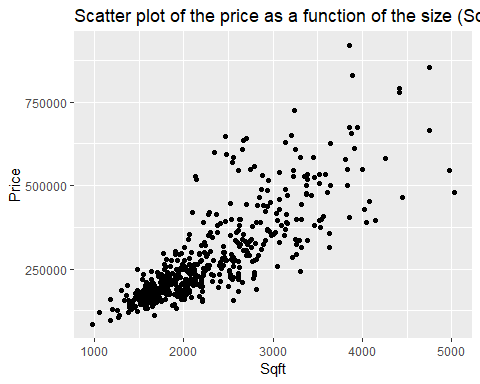 Scatter plot of the price as a function of the size (Sc
Price
750000
500000
250000
1000 2000 3000 4000 5000
Sqft